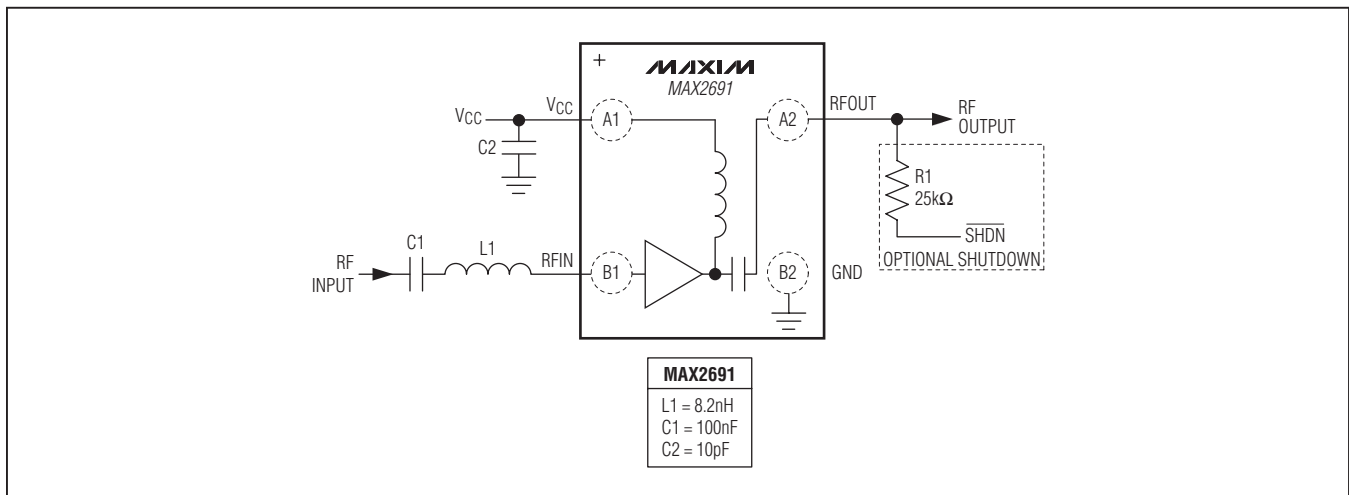 +
MAXIM
MAX2691
VCC
VCC
A1
A2
RFOUT
RF
OUTPUT
C2
R1
25kΩ
SHDN
OPTIONAL SHUTDOWN
RF
INPUT
C1
L1
RFIN
B1
B2
GND
MAX2691
L1 = 8.2nH
C1 = 100nF
C2 = 10pF